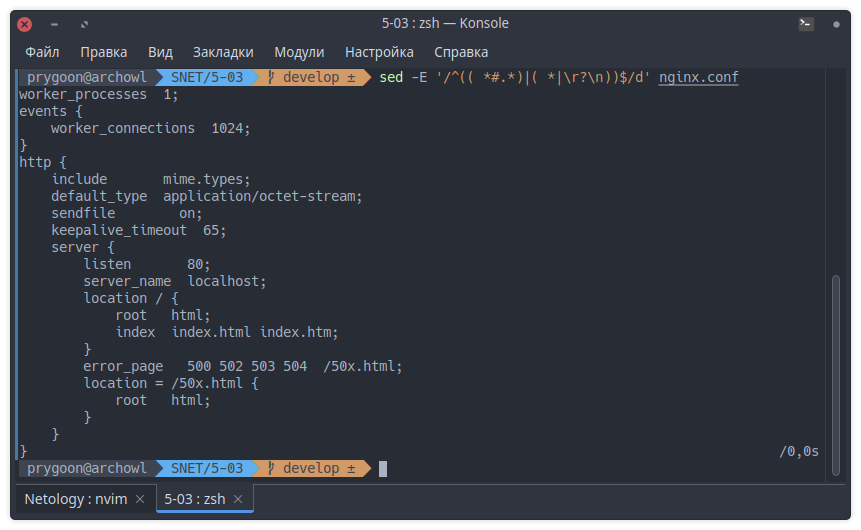 5-03 : zsh — Konsole
Файл Правка Вид Закладки Модули Настройка Справка
prygoon@archowl SNET/5-03 develop ± sed -E '/^(( *#.*)|( *|\r?\n))$/d' nginx.conf
worker_processes  1;
events {
    worker_connections  1024;
}
http {
    include       mime.types;
    default_type  application/octet-stream;
    sendfile        on;
    keepalive_timeout  65;
    server {
        listen       80;
        server_name  localhost;
        location / {
            root   html;
            index  index.html index.htm;
        }
        error_page   500 502 503 504  /50x.html;
        location = /50x.html {
            root   html;
        }
    }
} /0,0s
prygoon@archowl SNET/5-03 develop ±
Netology : nvim 5-03 : zsh